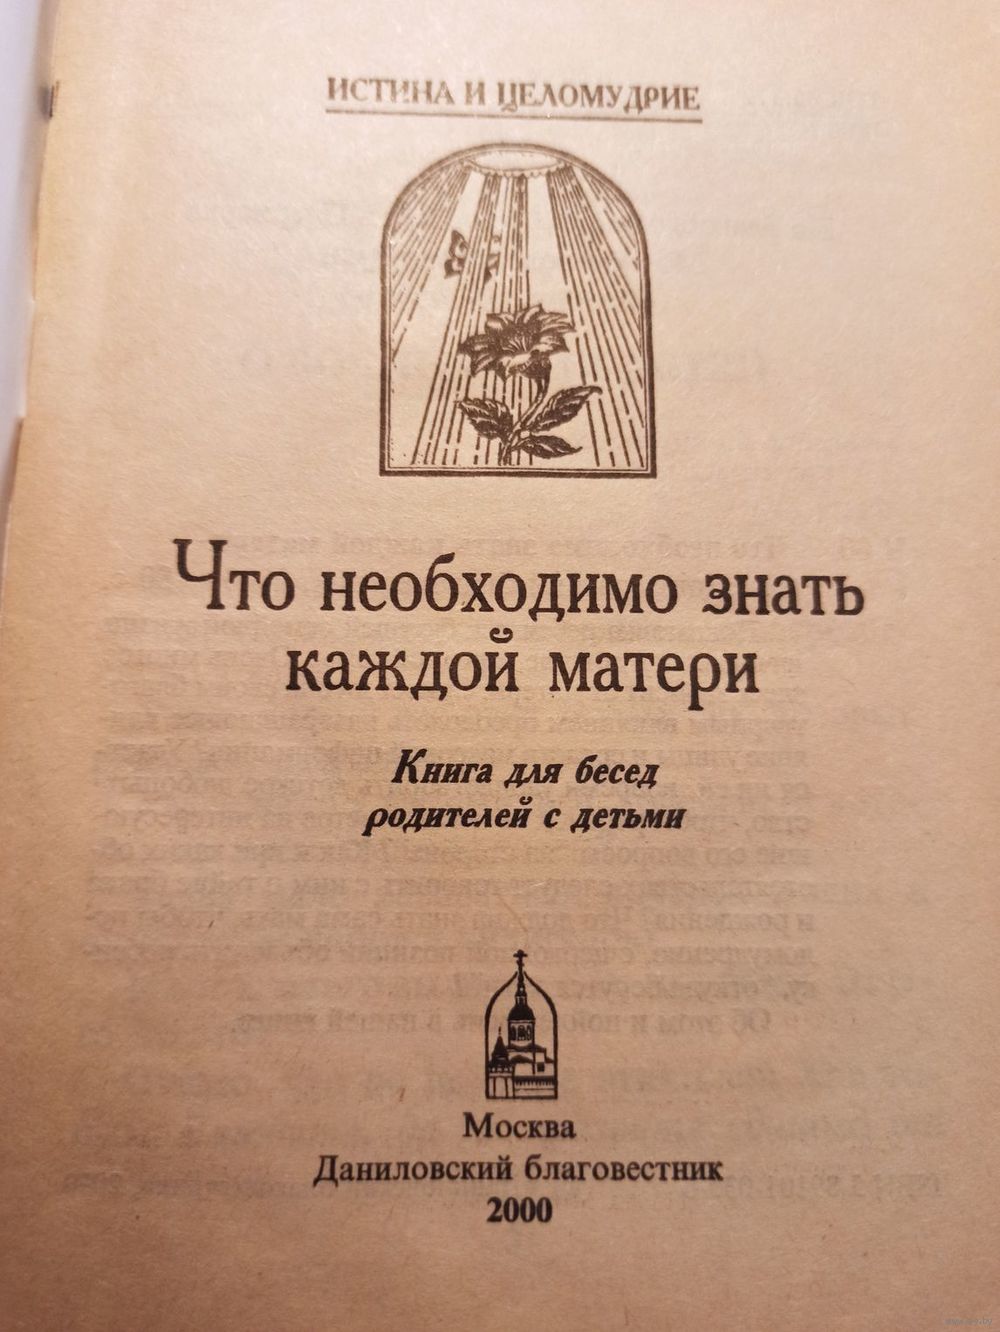 ИСТИНА И ЦЕЛОМУДРИЕ
Что необходимо знать
каждой матери
Книга для бесед
родителей с детьми
Москва
Даниловский благовестник
2000